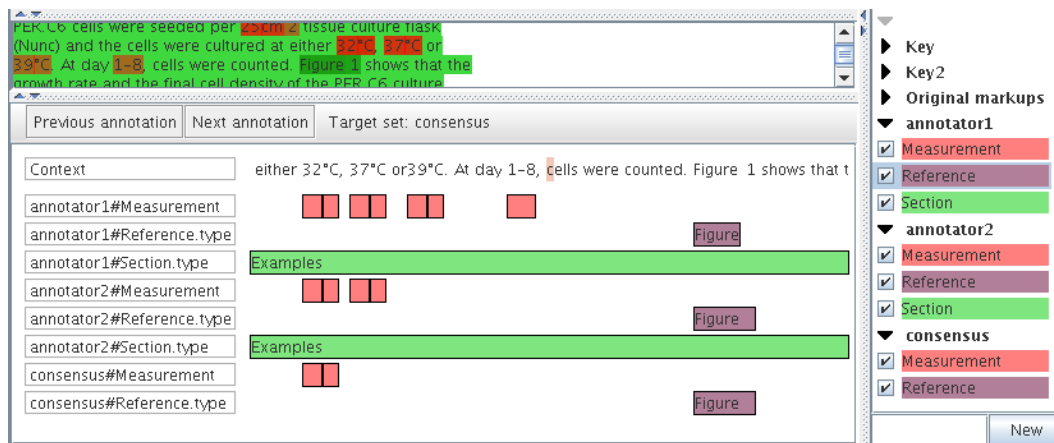 PER.C6 cells were seeded per 25cm 2 tissue culture flask
(Nunc) and the cells were cultured at either 32°C, 37°C or
39°C. At day 1–8, cells were counted. Figure 1 shows that the
growth rate and the final cell density of the PER.C6 culture
Previous annotation Next annotation Target set: consensus
Context either 32°C, 37°C or39°C. At day 1–8, cells were counted. Figure 1 shows that t
annotator1#Measurement
annotator1#Reference.type Figure
annotator1#Section.type Examples
annotator2#Measurement
annotator2#Reference.type Figure
annotator2#Section.type Examples
consensus#Measurement
consensus#Reference.type Figure
Key
Key2
Original markups
annotator1
Measurement
Reference
Section
annotator2
Measurement
Reference
Section
consensus
Measurement
Reference
New